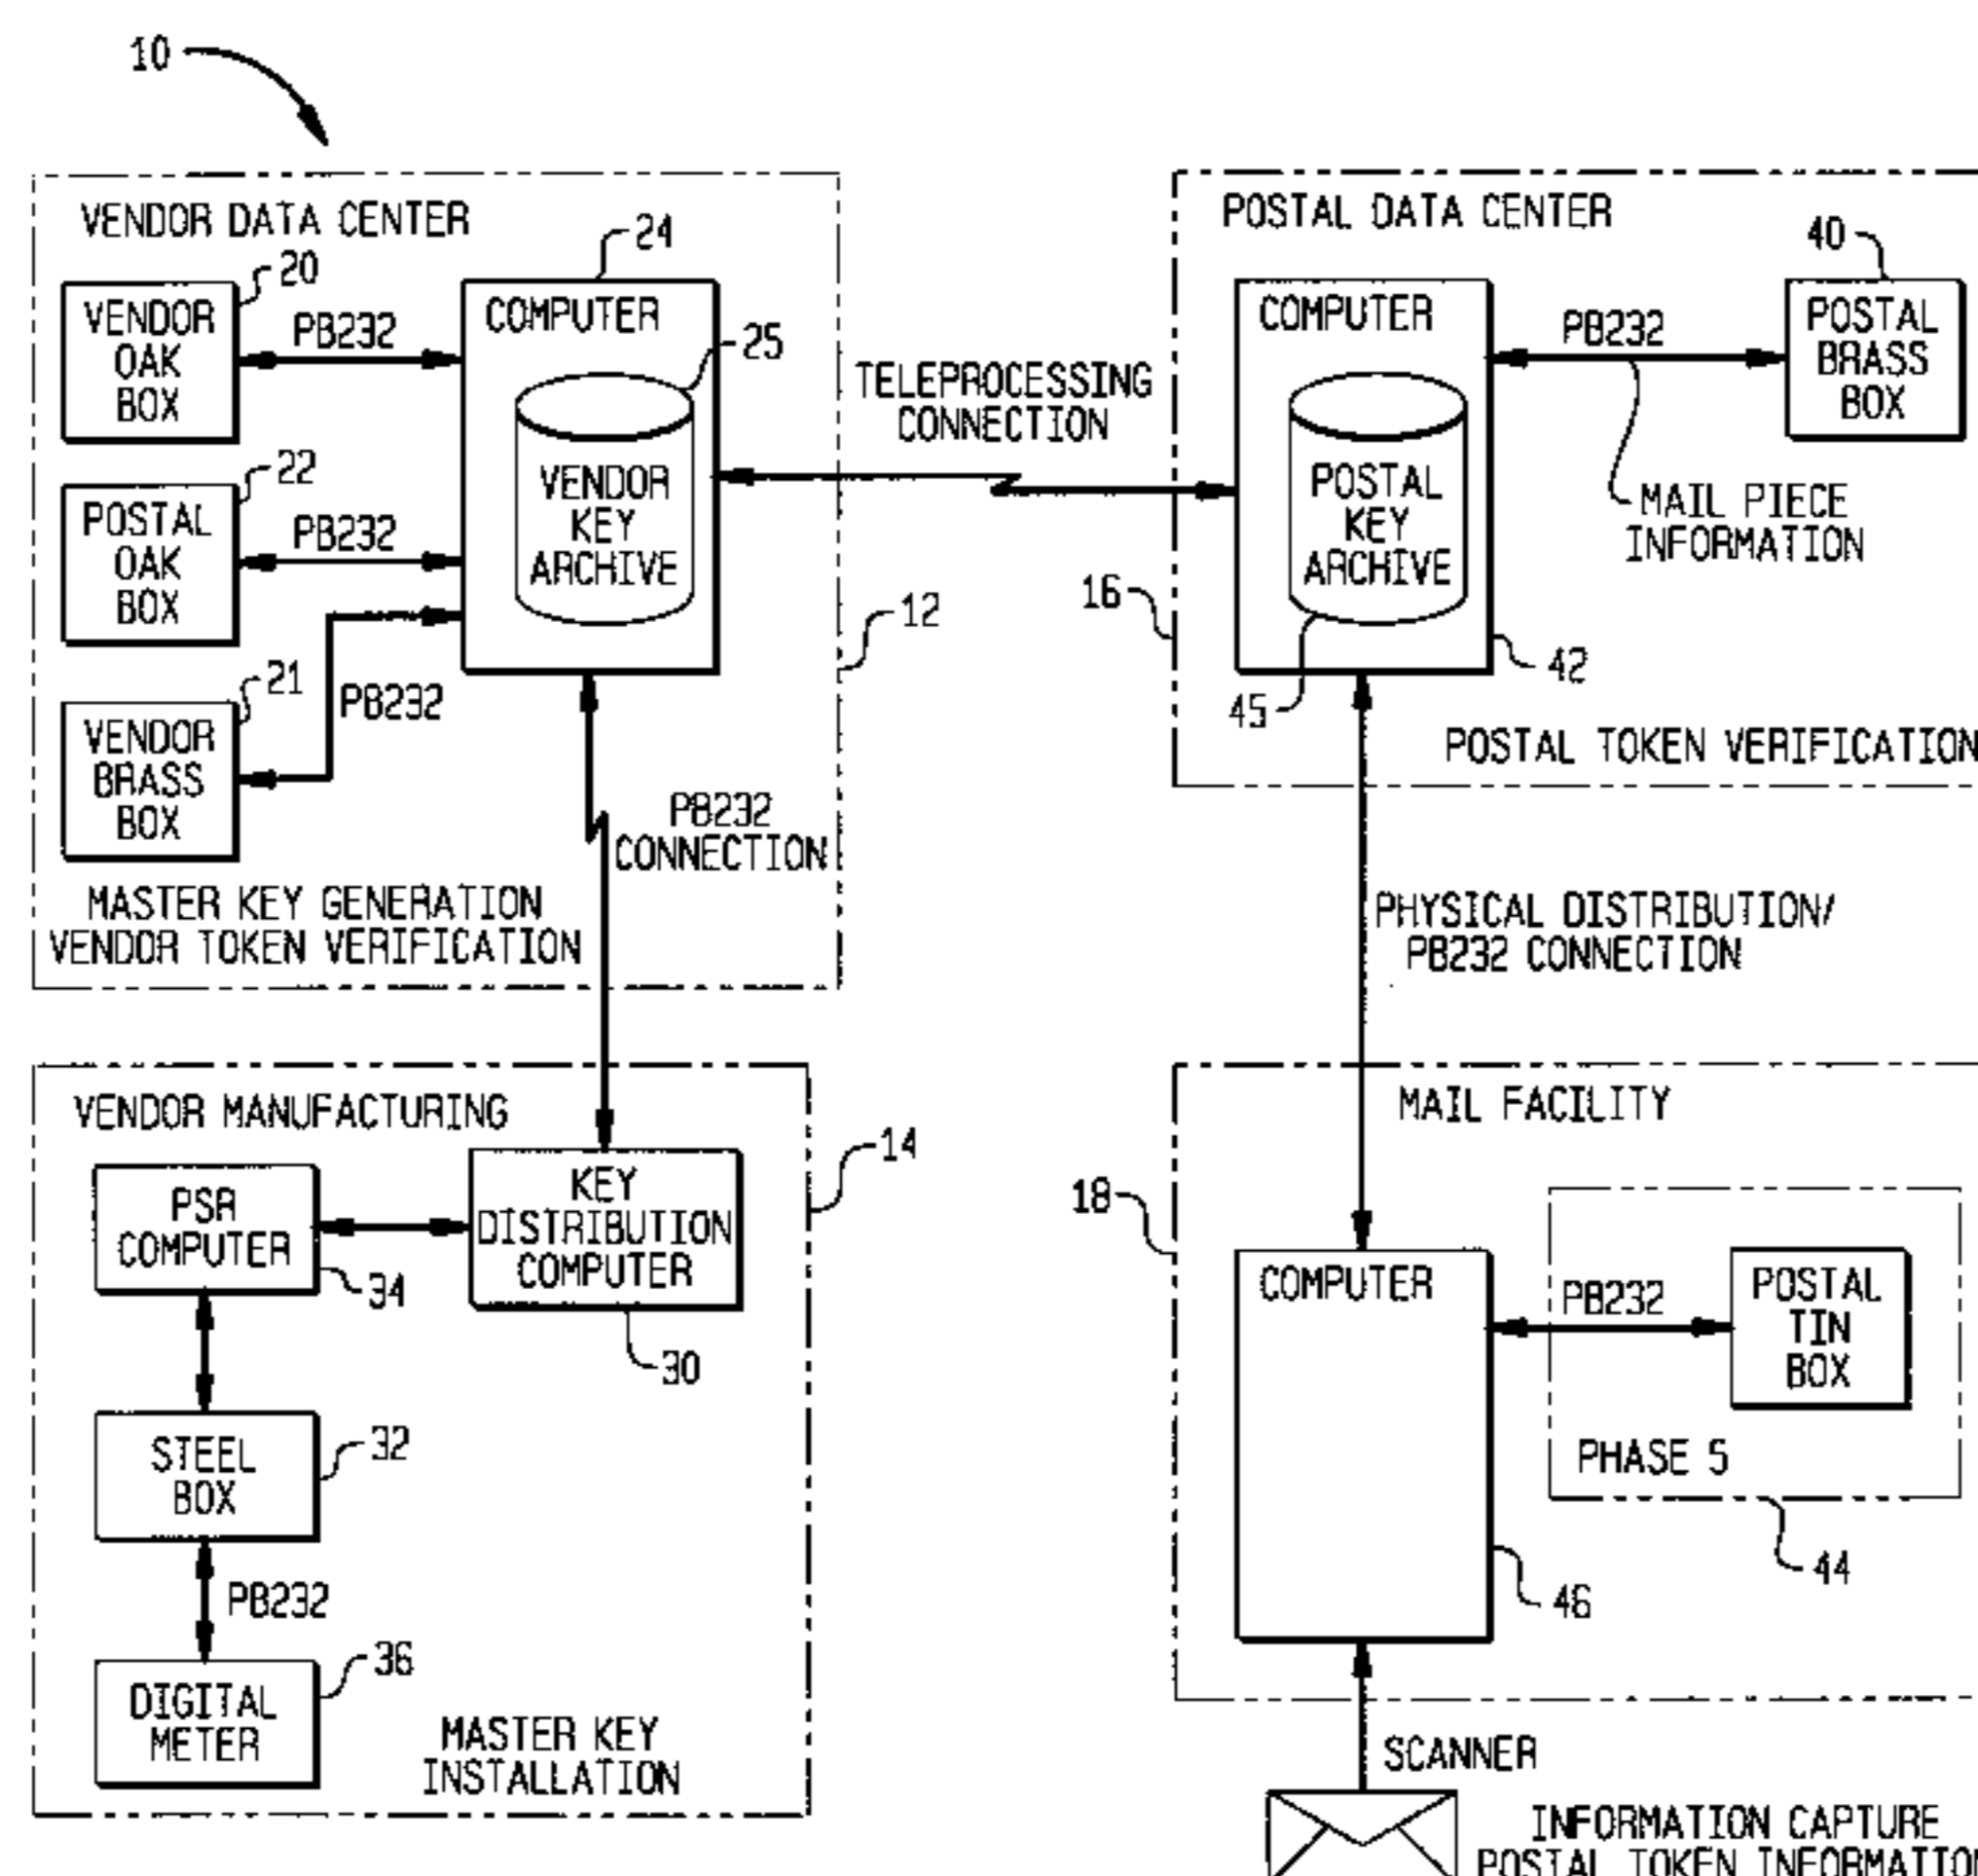 10
VENDOR DATA CENTER
20
VENDOR
OAK
BOX
PB232
22
POSTAL
OAK
BOX
PB232
21
VENDOR
BRASS
BOX
PB232
24
COMPUTER
25
VENDOR
KEY
ARCHIVE
12
PB232
CONNECTION
MASTER KEY GENERATION
VENDOR TOKEN VERIFICATION
TELEPROCESSING
CONNECTION
POSTAL DATA CENTER
COMPUTER
POSTAL
KEY
ARCHIVE
PB232
40
POSTAL
BRASS
BOX
MAIL PIECE
INFORMATION
16
45
42
POSTAL TOKEN VERIFICATION
PHYSICAL DISTRIBUTION/
PB232 CONNECTION
VENDOR MANUFACTURING
PSR
COMPUTER
34
KEY
DISTRIBUTION
COMPUTER
30
14
STEEL
BOX
32
PB232
DIGITAL
METER
36
MASTER KEY
INSTALLATION
MAIL FACILITY
18
COMPUTER
PB232
POSTAL
TIN
BOX
PHASE 5
44
46
SCANNER
INFORMATION CAPTURE
POSTAL TOKEN INFORMATION